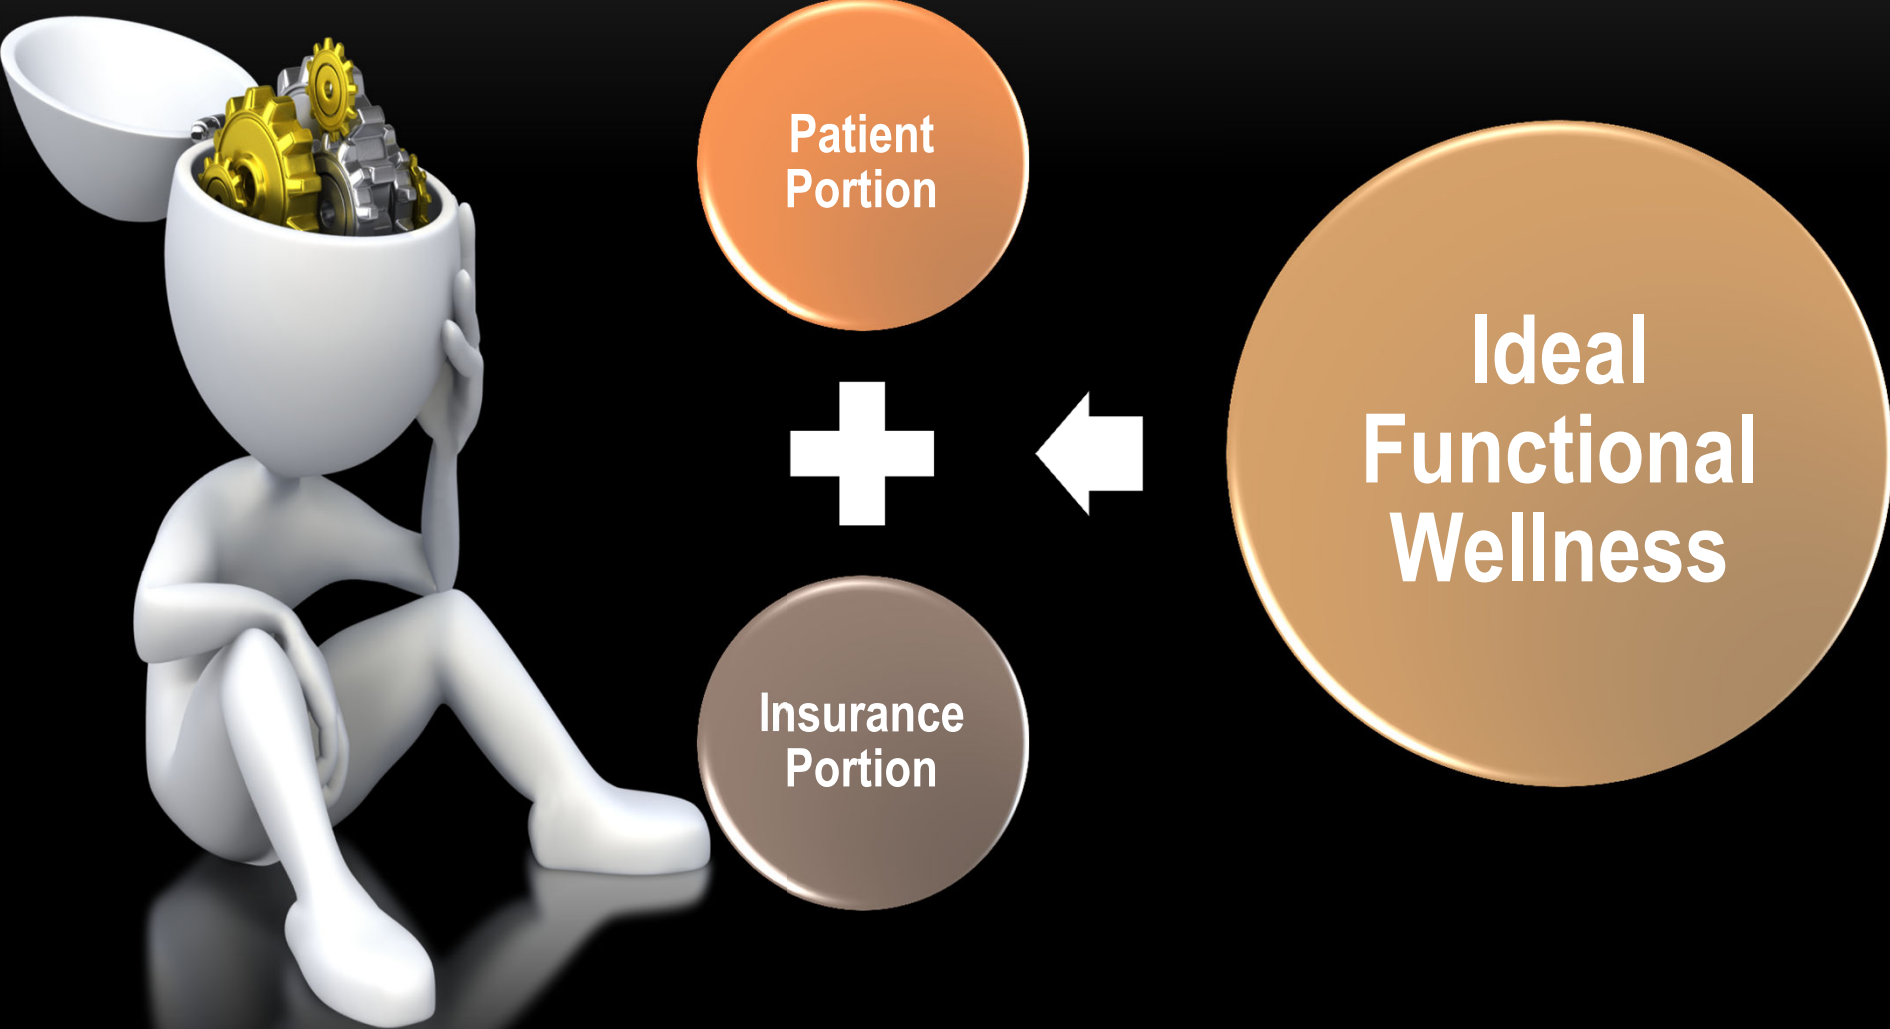 Patient
Portion
Insurance
Portion
Ideal
Functional
Wellness